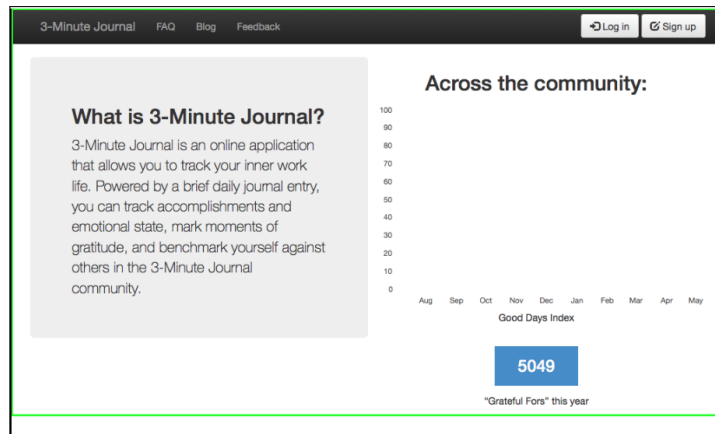 3-Minute Journal FAQ Blog Feedback Log in Sign up
What is 3-Minute Journal?
3-Minute Journal is an online application
that allows you to track your inner work
life. Powered by a brief daily journal entry,
you can track accomplishments and
emotional state, mark moments of
gratitude, and benchmark yourself against
others in the 3-Minute Journal
community.
Across the community:
100
90
80
70
60
50
40
30
20
10
0
Aug Sep Oct Nov Dec Jan Feb Mar Apr May
Good Days Index
5049
"Grateful Fors" this year